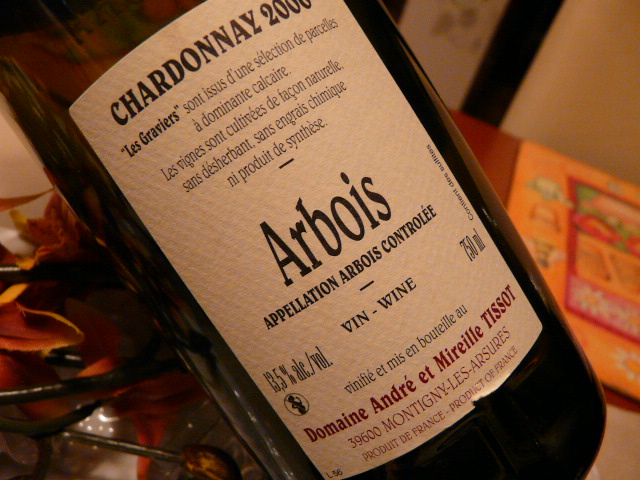 CHARDONNAY 2006
"Les Graviers" sont issus d'une sélection de parcelles
à dominante calcaire.
Les vignes sont cultivées de façon naturelle,
sans désherbant, sans engrais chimique
ni produit de synthèse.
Arbois
APPELLATION ARBOIS CONTROLÉE
Contient des sulfites
750 ml
VIN - WINE
13,5% alc./vol.
vinifié et mis en bouteille au
Domaine André et Mireille TISSOT
39600 MONTIGNY-LES-ARSURES
PRODUIT DE FRANCE - PRODUCT OF FRANCE
L 56